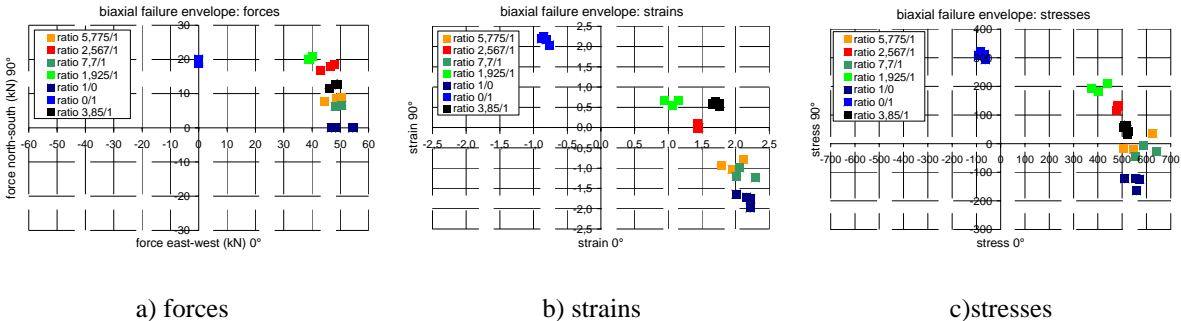 biaxial failure envelope: forces
ratio 5,775/1
ratio 2,567/1
ratio 7,7/1
ratio 1,925/1
ratio 1/0
ratio 0/1
ratio 3,85/1
30
20
10
0
-10
-20
-30
-60 -50 -40 -30 -20 -10 0 10 20 30 40 50 60
force north-south (kN) 90°
force east-west (kN) 0°
a) forces
biaxial failure envelope: strains
ratio 5,775/1
ratio 2,567/1
ratio 7,7/1
ratio 1,925/1
ratio 1/0
ratio 0/1
ratio 3,85/1
2,5
2,0
1,5
1,0
0,5
0,0
-0,5
-1,0
-1,5
-2,0
-2,5
-2,5 -2,0 -1,5 -1,0 -0,5 0,0 0,5 1,0 1,5 2,0 2,5
strain 90°
strain 0°
b) strains
biaxial failure envelope: stresses
ratio 5,775/1
ratio 2,567/1
ratio 7,7/1
ratio 1,925/1
ratio 1/0
ratio 0/1
ratio 3,85/1
400
300
200
100
0
-100
-200
-300
-700 -600 -500 -400 -300 -200 -100 0 100 200 300 400 500 600 700
stress 90°
stress 0°
c)stresses